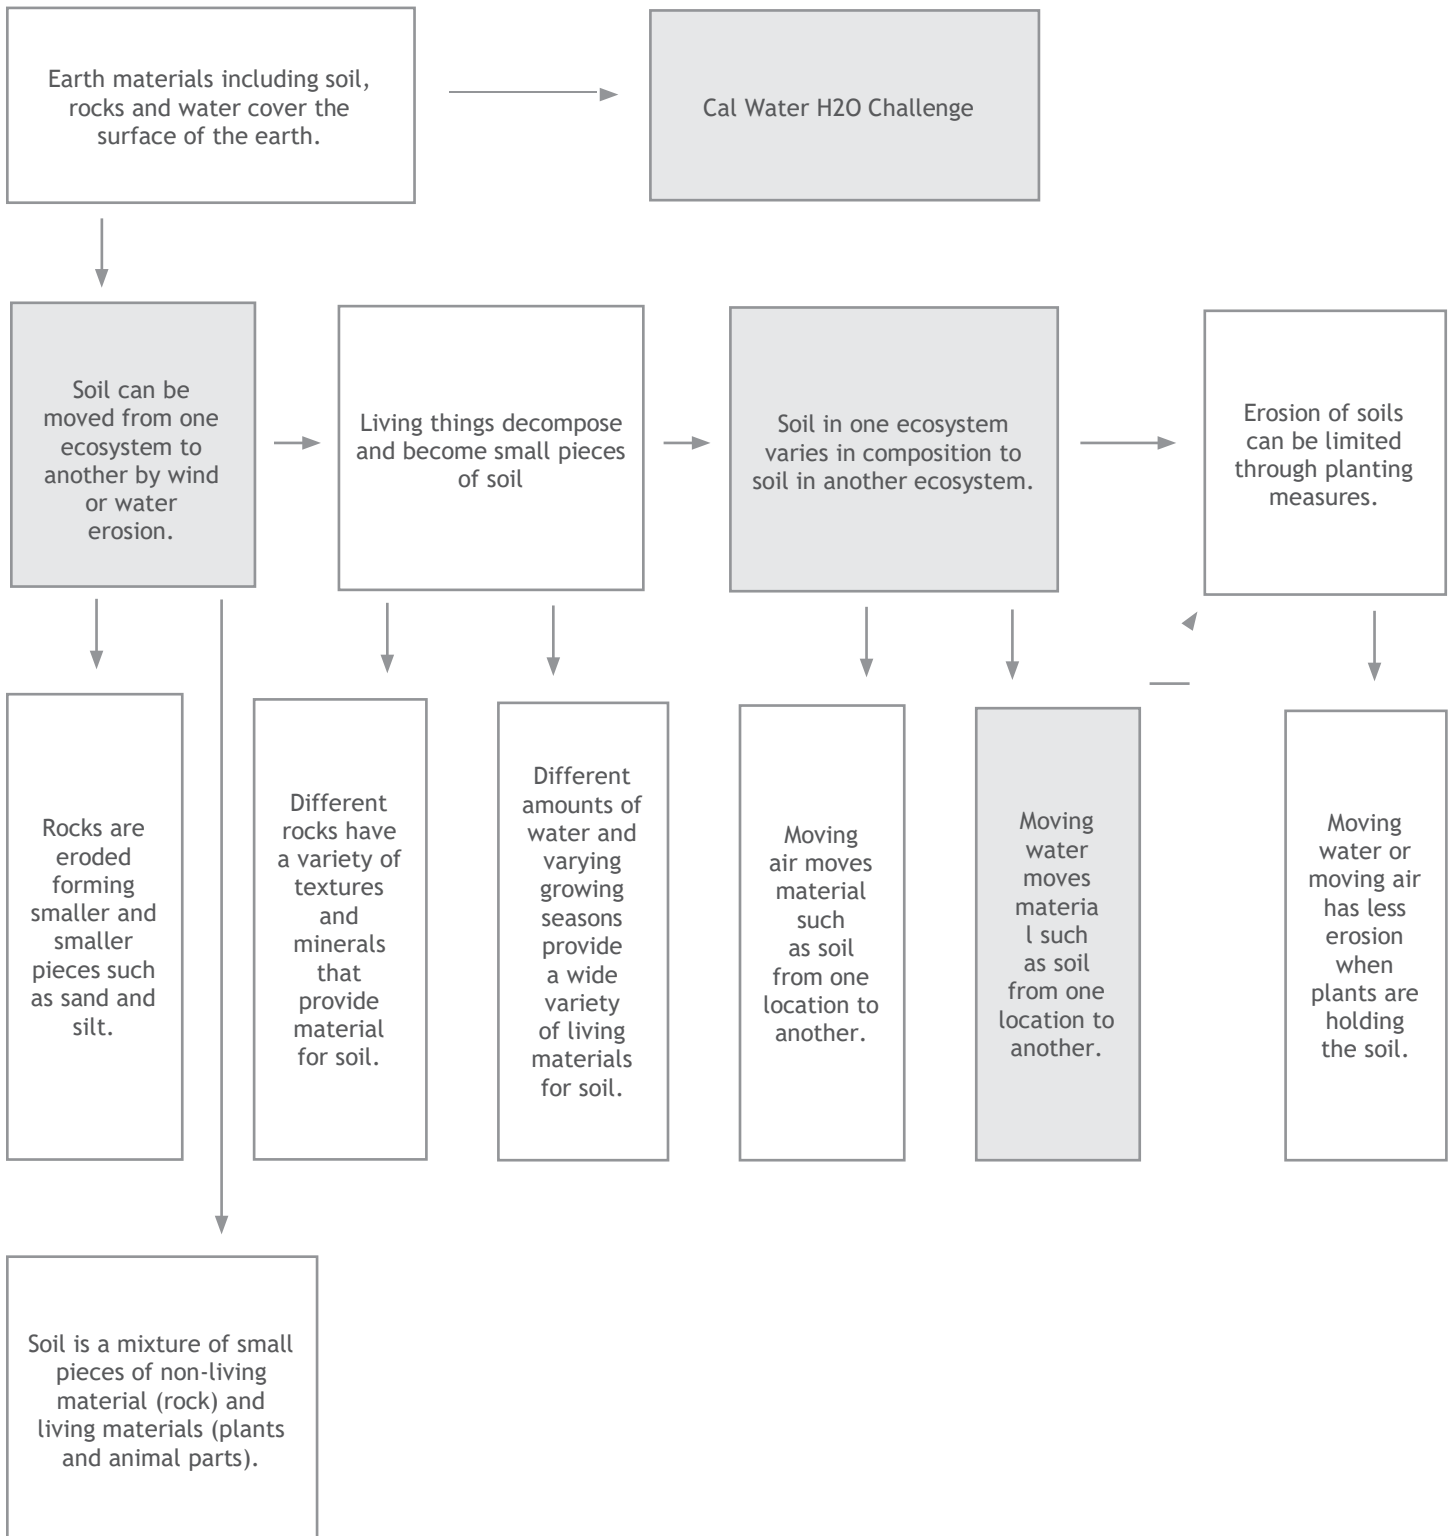 Earth materials including soil,
rocks and water cover the
surface of the earth.
Cal Water H2O Challenge
Soil can be
moved from one
ecosystem to
another by wind
or water
erosion.
Living things decompose
and become small pieces
of soil
Soil in one ecosystem
varies in composition to
soil in another ecosystem.
Erosion of soils
can be limited
through planting
measures.
Rocks are
eroded
forming
smaller and
smaller
pieces such
as sand and
silt.
Different
rocks have
a variety of
textures
and
minerals
that
provide
material
for soil.
Different
amounts of
water and
varying
growing
seasons
provide
a wide
variety
of living
materials
for soil.
Moving
air moves
material
such
as soil
from one
location to
another.
Moving
water
moves
materia
l such
as soil
from one
location to
another.
Moving
water or
moving air
has less
erosion
when
plants are
holding
the soil.
Soil is a mixture of small
pieces of non-living
material (rock) and
living materials (plants
and animal parts).